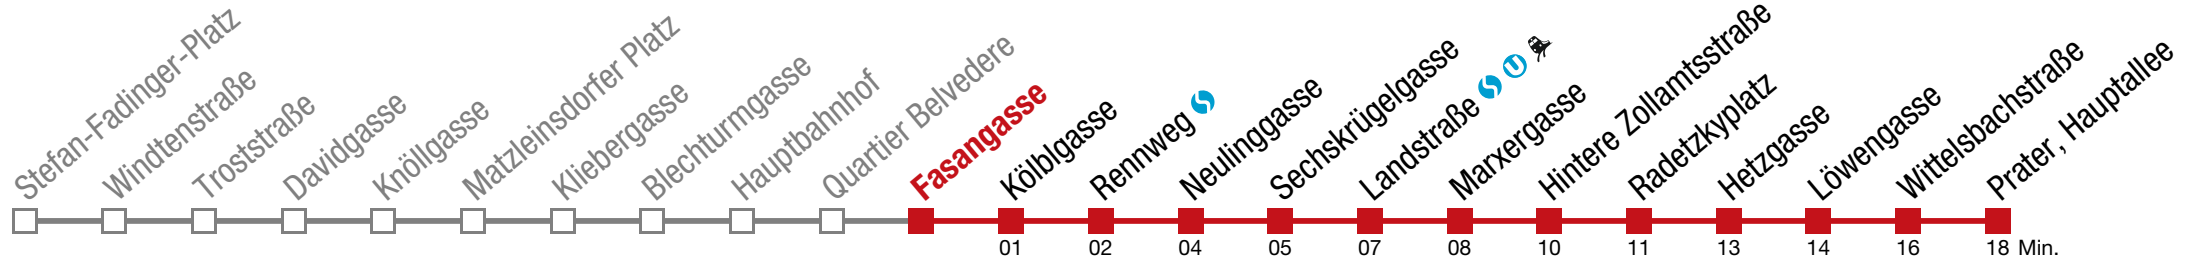 Stefan-Fadinger-Platz
Windtenstraße
Troststraße
Davidgasse
Knöllgasse
Matzleinsdorfer Platz
Kliebergasse
Blechturmgasse
Hauptbahnhof
Quartier Belvedere
Fasangasse
Kölblgasse
Rennweg
Neulinggasse
Sechskrügelgasse
Landstraße
Marxergasse
Hintere Zollamtsstraße
Radetzkyplatz
Hetzgasse
Löwengasse
Wittelsbachstraße
Prater, Hauptallee
01 02 04 05 07 08 10 11 13 14 16 18 Min.